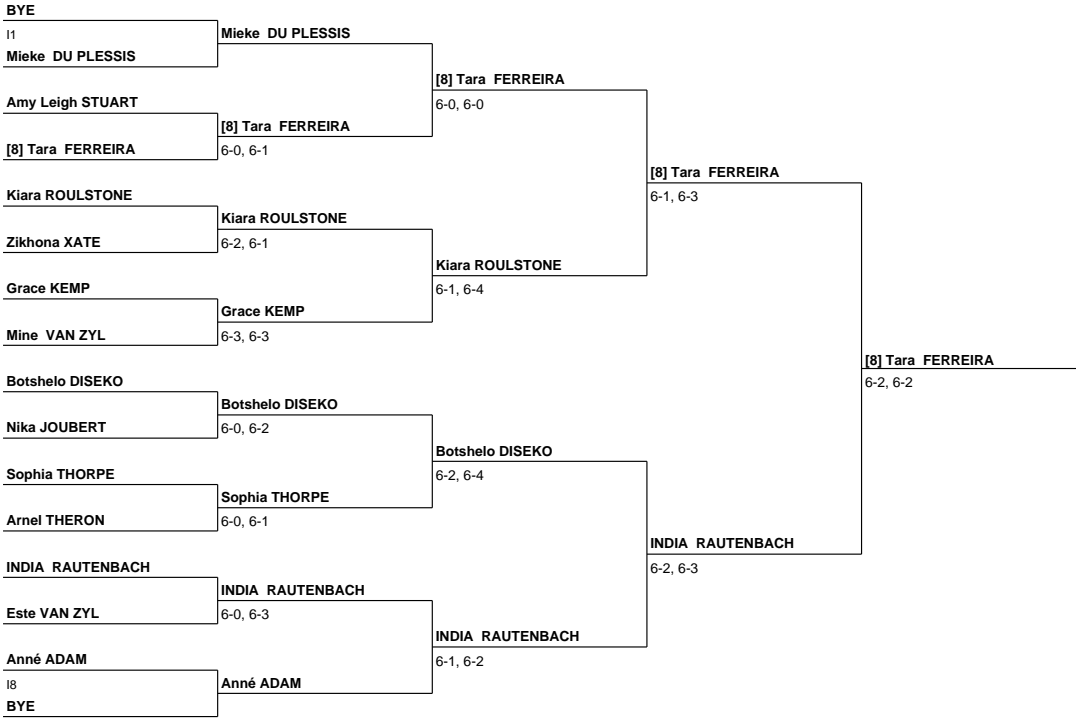 BYE
I1
Mieke DU PLESSIS
Mieke DU PLESSIS
[8] Tara FERREIRA
6-0, 6-0
Amy Leigh STUART
[8] Tara FERREIRA
[8] Tara FERREIRA
6-0, 6-1
[8] Tara FERREIRA
6-1, 6-3
Kiara ROULSTONE
Kiara ROULSTONE
Zikhona XATE
6-2, 6-1
Kiara ROULSTONE
6-1, 6-4
Grace KEMP
Grace KEMP
Mine VAN ZYL
6-3, 6-3
[8] Tara FERREIRA
6-2, 6-2
Botshelo DISEKO
Botshelo DISEKO
Nika JOUBERT
6-0, 6-2
Botshelo DISEKO
6-2, 6-4
Sophia THORPE
Sophia THORPE
Arnel THERON
6-0, 6-1
INDIA RAUTENBACH
6-2, 6-3
INDIA RAUTENBACH
INDIA RAUTENBACH
Este VAN ZYL
6-0, 6-3
INDIA RAUTENBACH
6-1, 6-2
Anné ADAM
I8
Anné ADAM
BYE